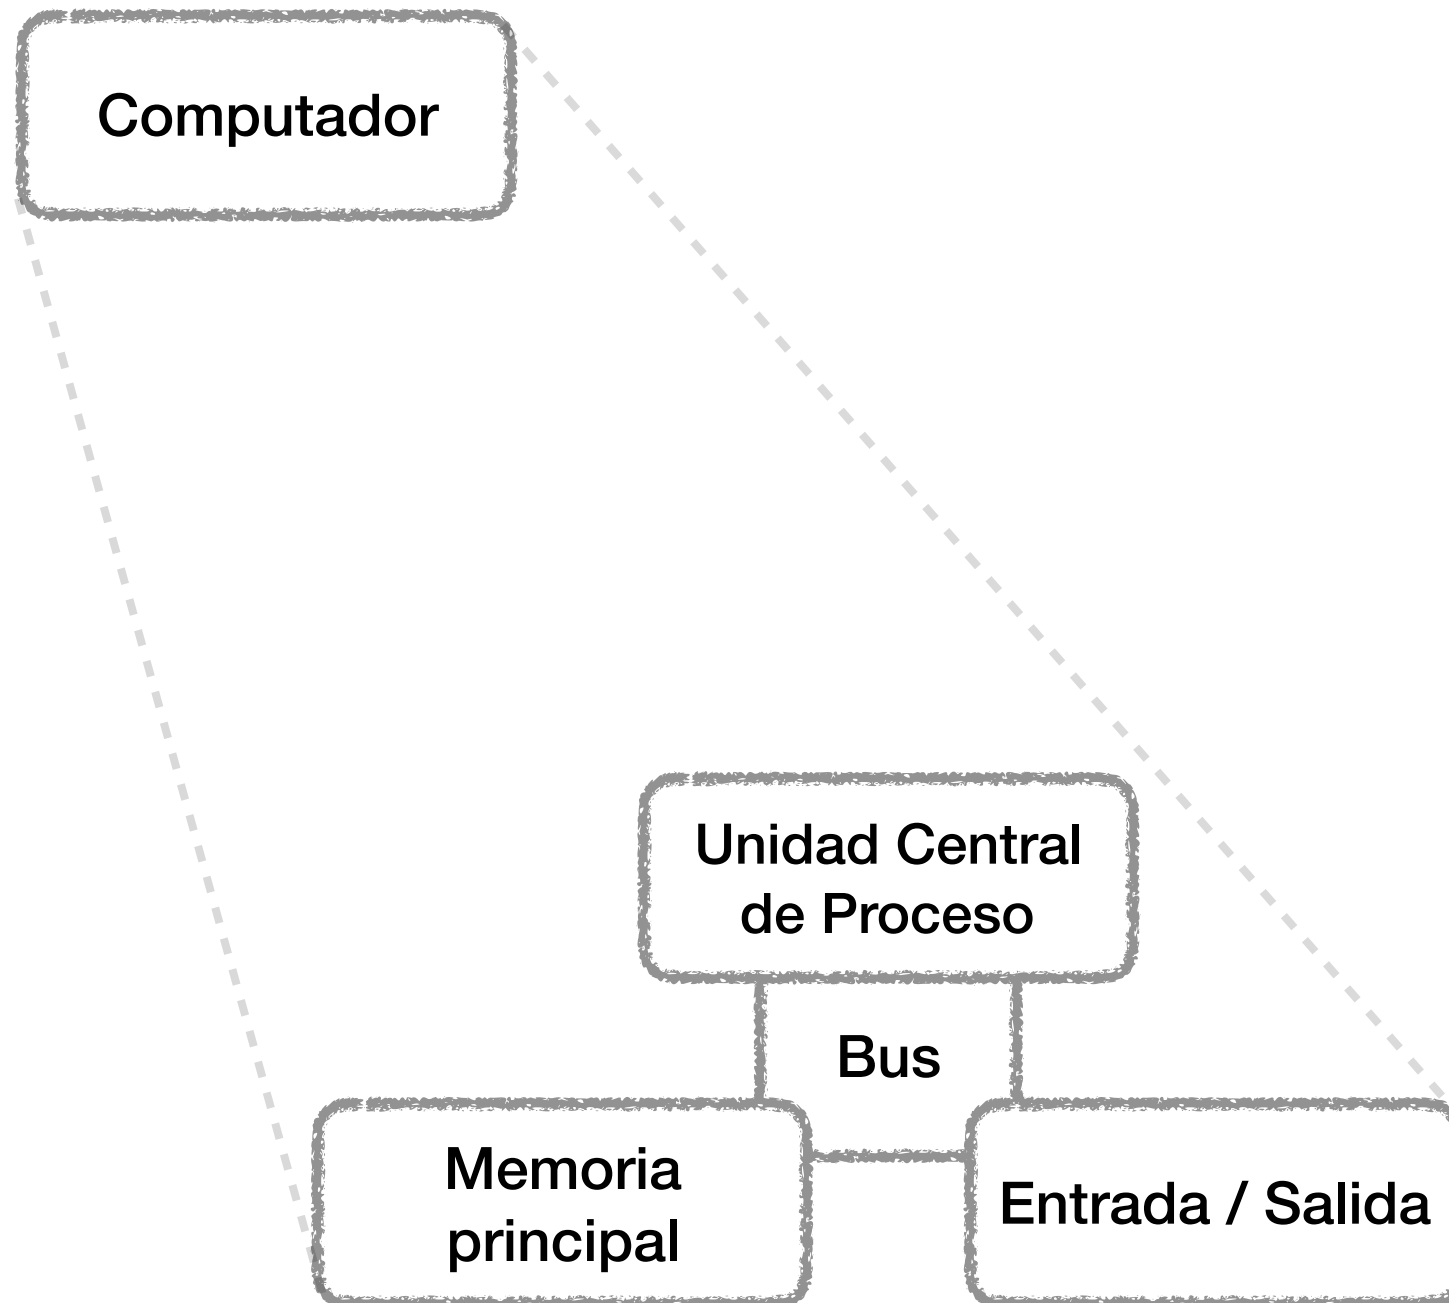 Computador
Unidad Central
de Proceso
Bus
Memoria
principal
Entrada / Salida